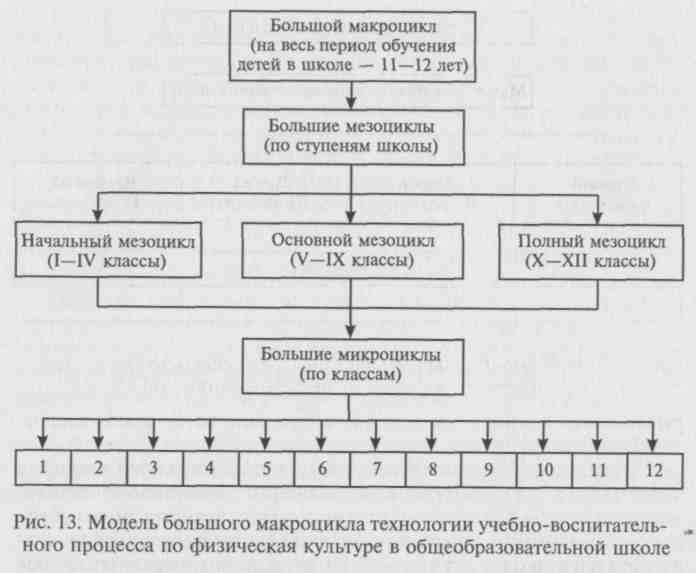 Большой макроцикл
(на весь период обучения
детей в школе — 11—12 лет)
Большие мезоциклы
(по ступеням школы)
Начальный мезоцикл
(I—IV классы)
Основной мезоцикл
(V—IX классы)
Полный мезоцикл
(X—XII классы)
Большие микроциклы
(по классам)
1 2 3 4 5 6 7 8 9 10 11 12
Рис. 13. Модель большого макроцикла технологии учебно-воспитатель-
ного процесса по физическая культуре в общеобразовательной школе